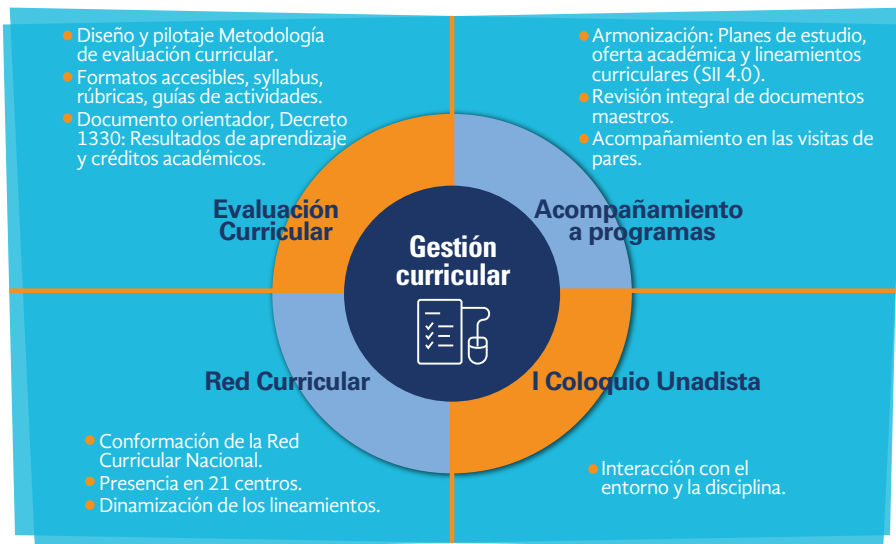 Diseño y pilotaje Metodología
de evaluación curricular.
Formatos accesibles, syllabus,
rúbricas, guías de actividades.
Documento orientador, Decreto
1330: Resultados de aprendizaje
y créditos académicos.
Evaluación
Curricular
Armonización: Planes de estudio,
oferta académica y lineamientos
curriculares (SII 4.0).
Revisión integral de documentos
maestros.
Acompañamiento en las visitas de
pares.
Acompañamiento
a programas
Gestión
curricular
Red Curricular
Conformación de la Red
Curricular Nacional.
Presencia en 21 centros.
Dinamización de los lineamientos.
I Coloquio Unadista
Interacción con el
entorno y la disciplina.